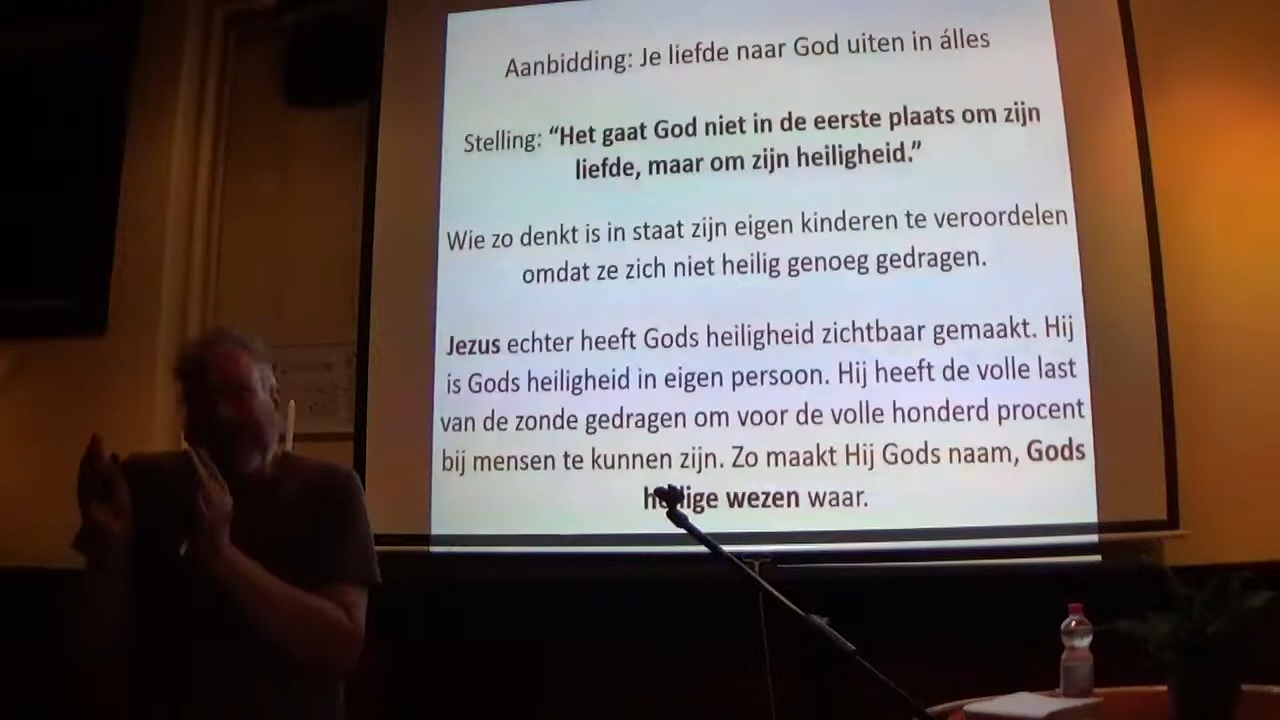 Aanbidding: Je liefde naar God uiten in álles
Stelling: “Het gaat God niet in de eerste plaats om zijn
liefde, maar om zijn heiligheid.”
Wie zo denkt is in staat zijn eigen kinderen te veroordelen
omdat ze zich niet heilig genoeg gedragen.
Jezus echter heeft Gods heiligheid zichtbaar gemaakt. Hij
is Gods heiligheid in eigen persoon. Hij heeft de volle last
van de zonde gedragen om voor de volle honderd procent
bij mensen te kunnen zijn. Zo maakt Hij Gods naam, Gods
heilige wezen waar.